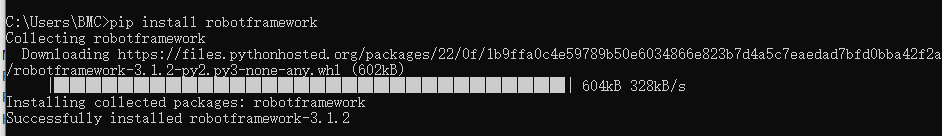 C:\Users\BMC>pip install robotframework
Collecting robotframework
Downloading https://files.pythonhosted.org/packages/22/0f/1b9ffa0c4e59789b50e6034866e823b7d4a5c7eaedad7bfd0bba42f2a
/robotframework-3.1.2-py2.py3-none-any.whl (602kB)
604kB 328kB/s
Installing collected packages: robotframework
Successfully installed robotframework-3.1.2